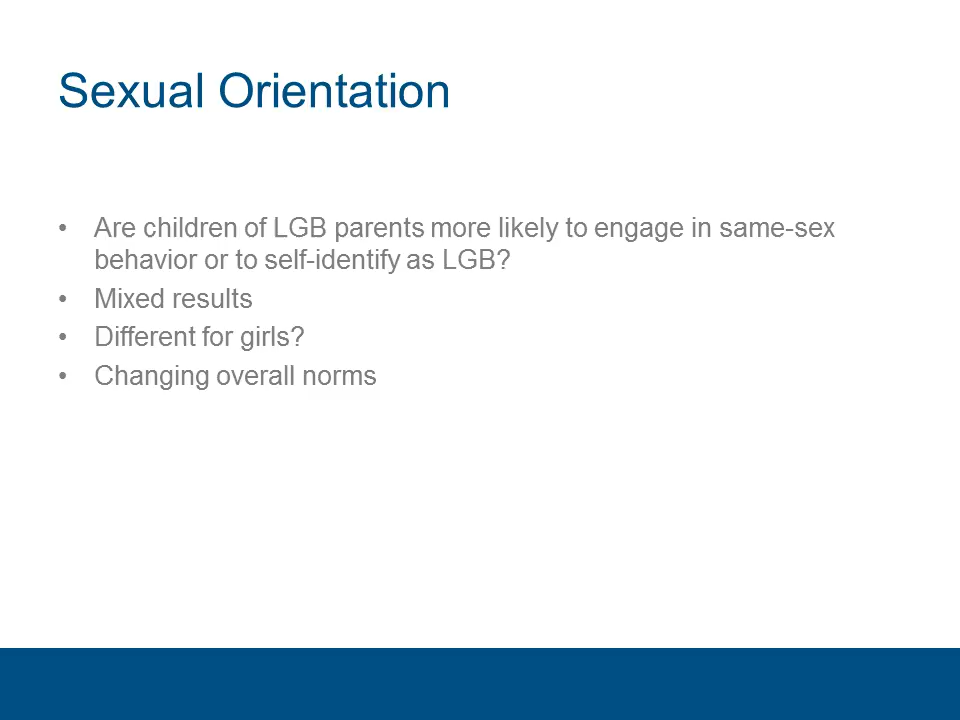 Sexual Orientation
• Are children of LGB parents more likely to engage in same-sex
behavior or to self-identify as LGB?
• Mixed results
• Different for girls?
• Changing overall norms